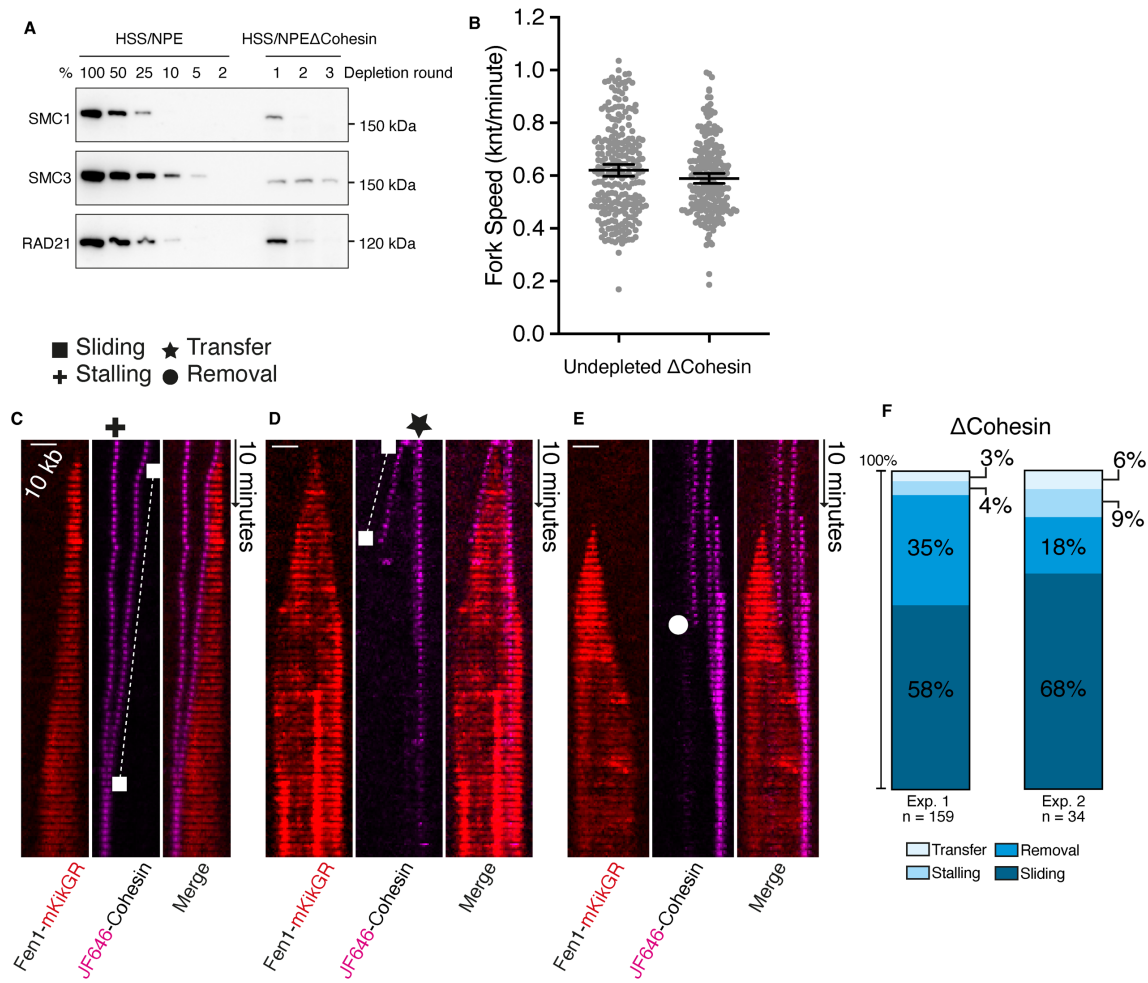 A
HSS/NPE
HSS/NPEΔCohesin
% 100 50 25 10 5 2 1 2 3 Depletion round
SMC1
150 kDa
SMC3
150 kDa
RAD21
120 kDa
B
Fork Speed (knt/minute)
1.2
1.0
0.8
0.6
0.4
0.2
0.0
Undepleted ΔCohesin
Sliding Transfer
Stalling Removal
C
10 kb
10 minutes
Fen1-mKikGR
JF646-Cohesin
Merge
D
10 minutes
Fen1-mKikGR
JF646-Cohesin
Merge
E
10 minutes
Fen1-mKikGR
JF646-Cohesin
Merge
F
ΔCohesin
100%
3%
4%
35%
58%
6%
9%
18%
68%
Exp. 1
n = 159
Exp. 2
n = 34
Transfer Removal
Stalling Sliding